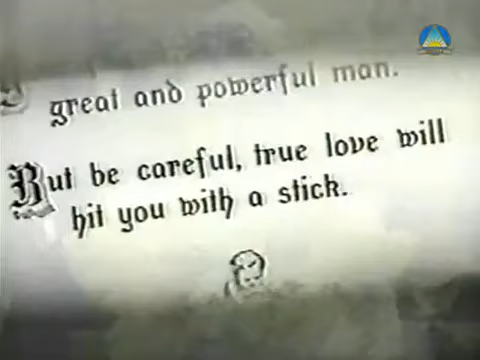 great and powerful man.
But be careful, true love will
hit you with a stick.